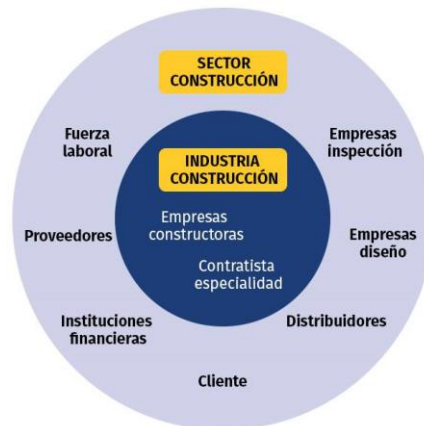 SECTOR
CONSTRUCCIÓN
Fuerza
laboral
Empresas
inspección
INDUSTRIA
CONSTRUCCIÓN
Empresas
constructoras
Proveedores
Empresas
diseño
Contratista
especialidad
Instituciones
financieras
Distribuidores
Cliente